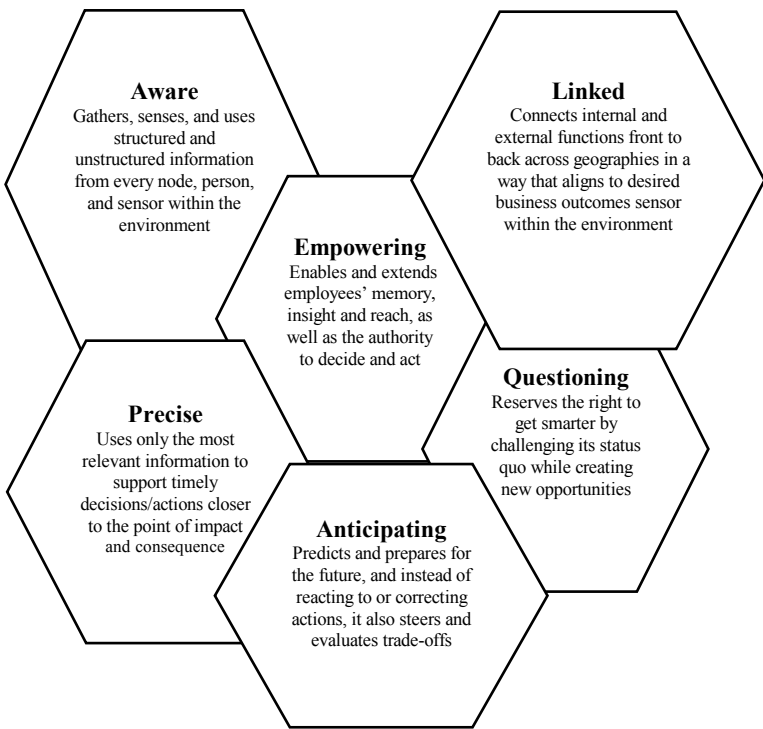 Aware
Gathers, senses, and uses
structured and
unstructured information
from every node, person,
and sensor within the
environment
Linked
Connects internal and
external functions front to
back across geographies in a
way that aligns to desired
business outcomes sensor
within the environment
Empowering
Enables and extends
employees’ memory,
insight and reach, as
well as the authority
to decide and act
Precise
Uses only the most
relevant information to
support timely
decisions/actions closer
to the point of impact
and consequence
Questioning
Reserves the right to
get smarter by
challenging its status
quo while creating
new opportunities
Anticipating
Predicts and prepares for
the future, and instead of
reacting to or correcting
actions, it also steers and
evaluates trade-offs